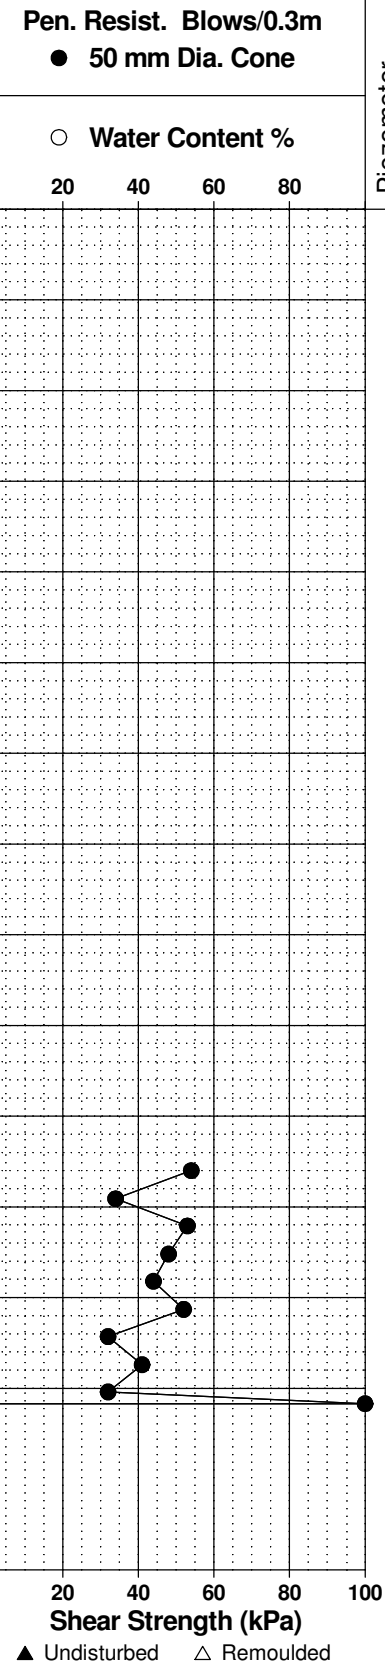 Pen. Resist. Blows/0.3m
● 50 mm Dia. Cone
○ Water Content %
20 40 60 80
20 40 60 80 100
Shear Strength (kPa)
▲ Undisturbed △ Remoulded